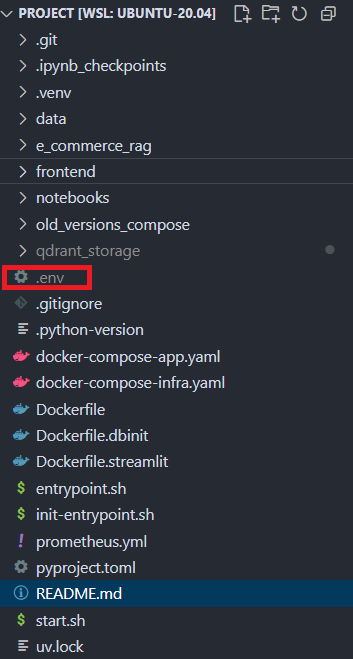 PROJECT [WSL: UBUNTU-20.04]
.git
.ipynb_checkpoints
.venv
data
e_commerce_rag
frontend
notebooks
old_versions_compose
qdrant_storage
.env
.gitignore
.python-version
docker-compose-app.yaml
docker-compose-infra.yaml
Dockerfile
Dockerfile.dbinit
Dockerfile.streamlit
$ entrypoint.sh
$ init-entrypoint.sh
! prometheus.yml
pyproject.toml
README.md
$ start.sh
uv.lock